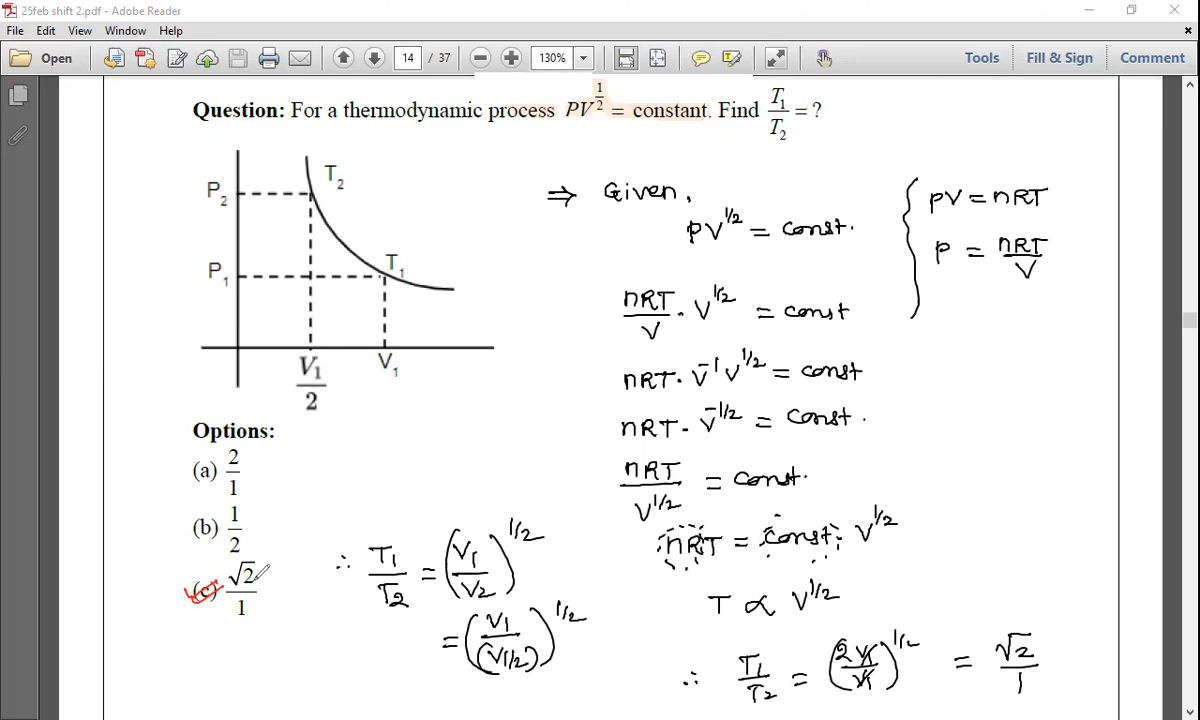 25feb shift 2.pdf - Adobe Reader
File Edit View Window Help
Open 14 / 37 130% Tools Fill & Sign Comment
Question: For a thermodynamic process PV^{1/2} = constant. Find T₁/T₂ = ?
P₂ T₂
P₁ T₁
V₁/2 V₁
⇒ Given,
PV^{1/2} = const.
PV = nRT
P = nRT/V
nRT/V · V^{1/2} = const
nRT · V^{-1} V^{1/2} = const
nRT · V^{-1/2} = const.
nRT/V^{1/2} = const.
nRT = const · V^{1/2}
T ∝ V^{1/2}
Options:
(a) 2/1
(b) 1/2
(c) √2/1
∴ T₁/T₂ = (V₁/V₂)^{1/2}
= (V₁/(V₁/2))^{1/2}
∴ T₁/T₂ = (2V₁/V₁)^{1/2} = √2/1